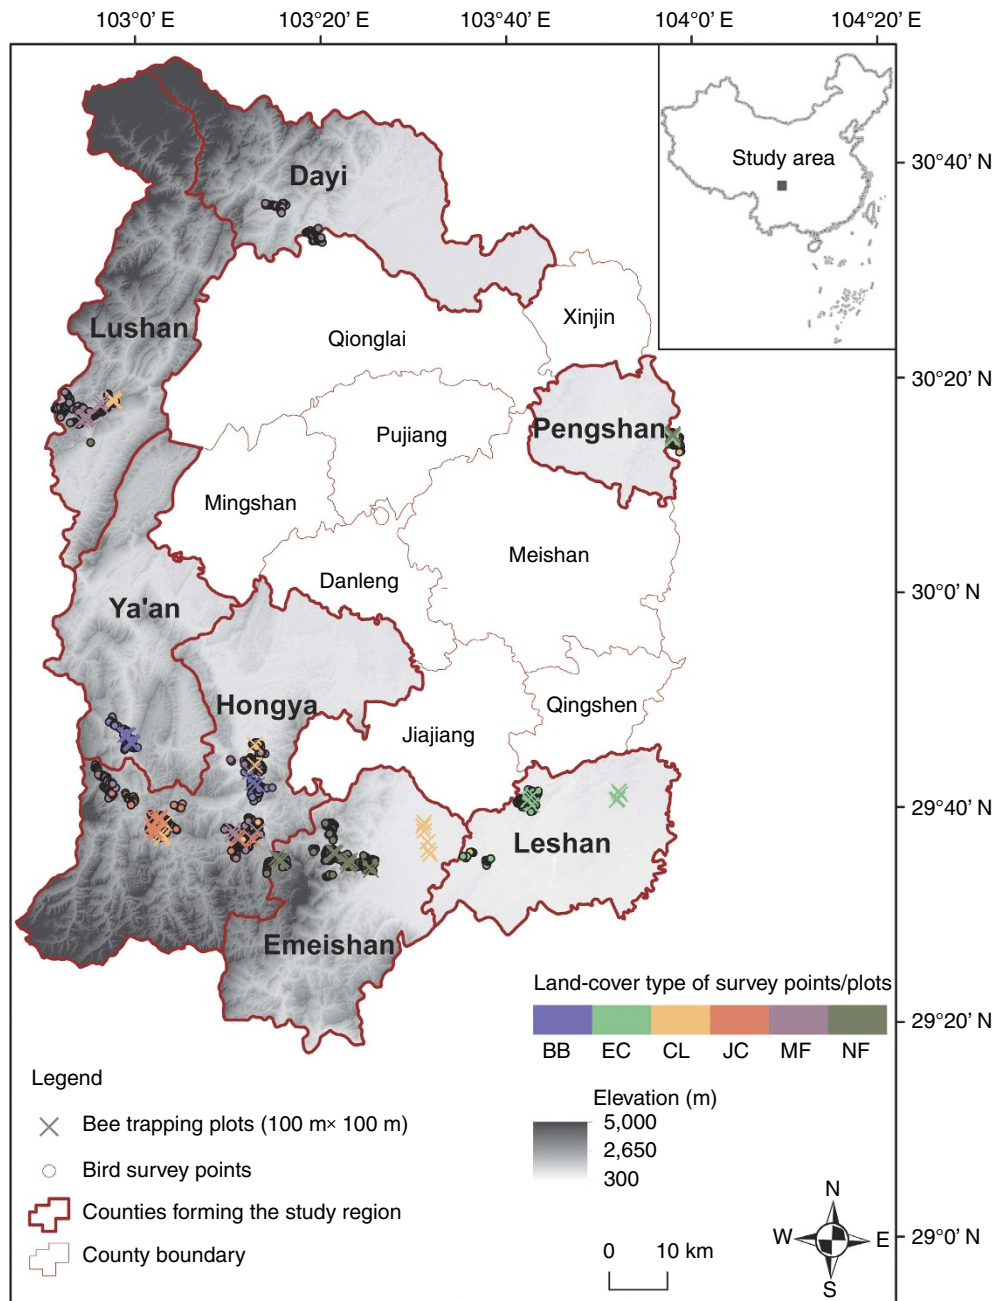 103°0’ E 103°20’ E 103°40’ E 104°0’ E 104°20’ E
Study area
30°40’ N
Dayi
Xinjin
Lushan
Qionglai
30°20’ N
Pengshan
Pujiang
Mingshan
Meishan
Danleng
30°0’ N
Ya'an
Hongya
Qingshen
Jiajiang
29°40’ N
Leshan
Emeishan
Land-cover type of survey points/plots
29°20’ N
BB EC CL JC MF NF
Legend
Elevation (m)
Bee trapping plots (100 m× 100 m)
5,000
2,650
300
Bird survey points
Counties forming the study region
County boundary
0 10 km
N
W E
S
29°0’ N